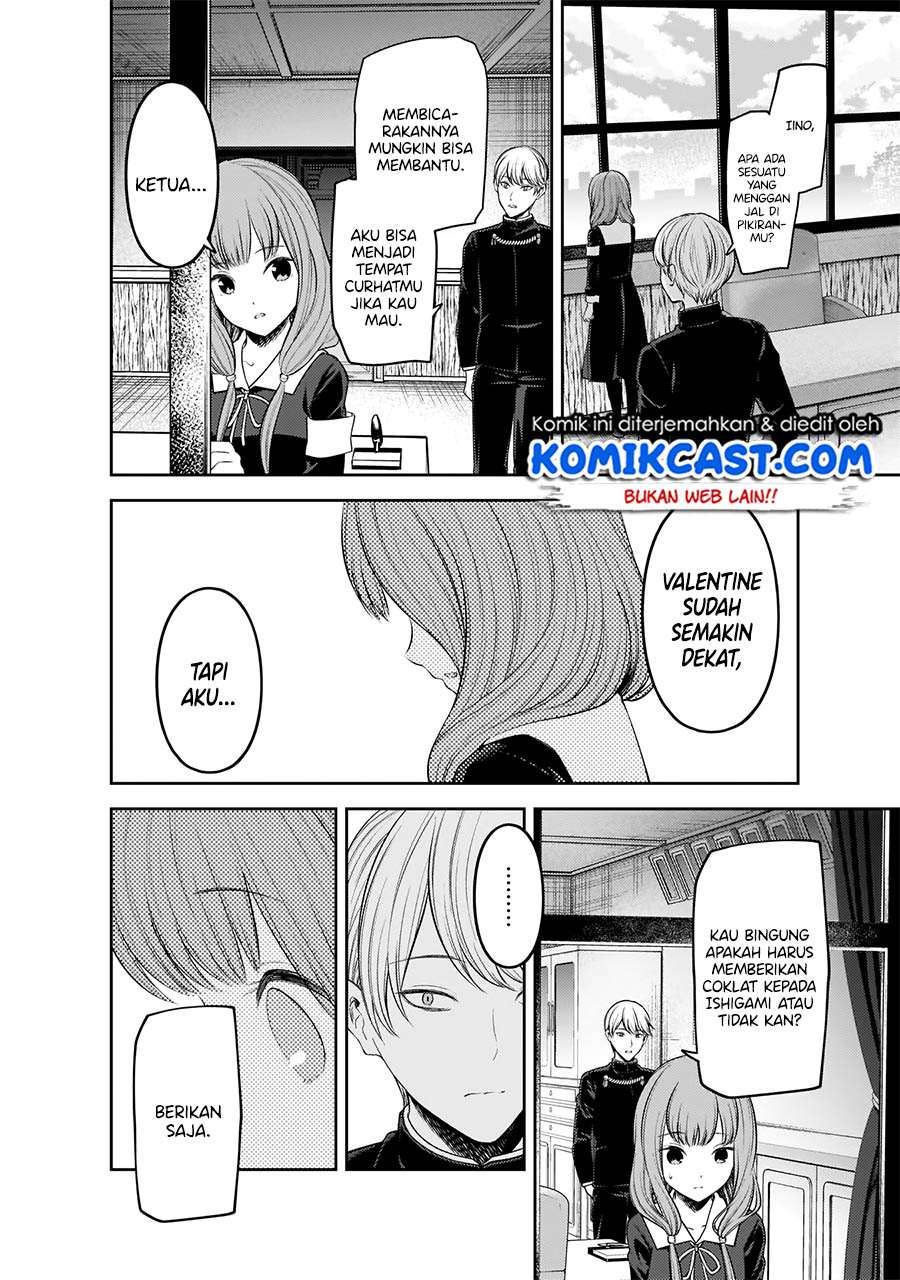 IINO,
APA ADA
SESUATU
YANG
MENGGAN
JAL DI
PIKIRAN-
MU?
MEMBICA-
RAKANNYA
MUNGKIN BISA
MEMBANTU.
AKU BISA
MENJADI
TEMPAT
CURHATMU
JIKA KAU
MAU.
KETUA...
Komik ini diterjemahkan & diedit oleh
KOMIKCAST.COM
BUKAN WEB LAIN!!
VALENTINE
SUDAH
SEMAKIN
DEKAT,
TAPI
AKU...
KAU BINGUNG
APAKAH HARUS
MEMBERIKAN
COKLAT KEPADA
ISHIGAMI ATAU
TIDAK KAN?
.........
BERIKAN
SAJA.